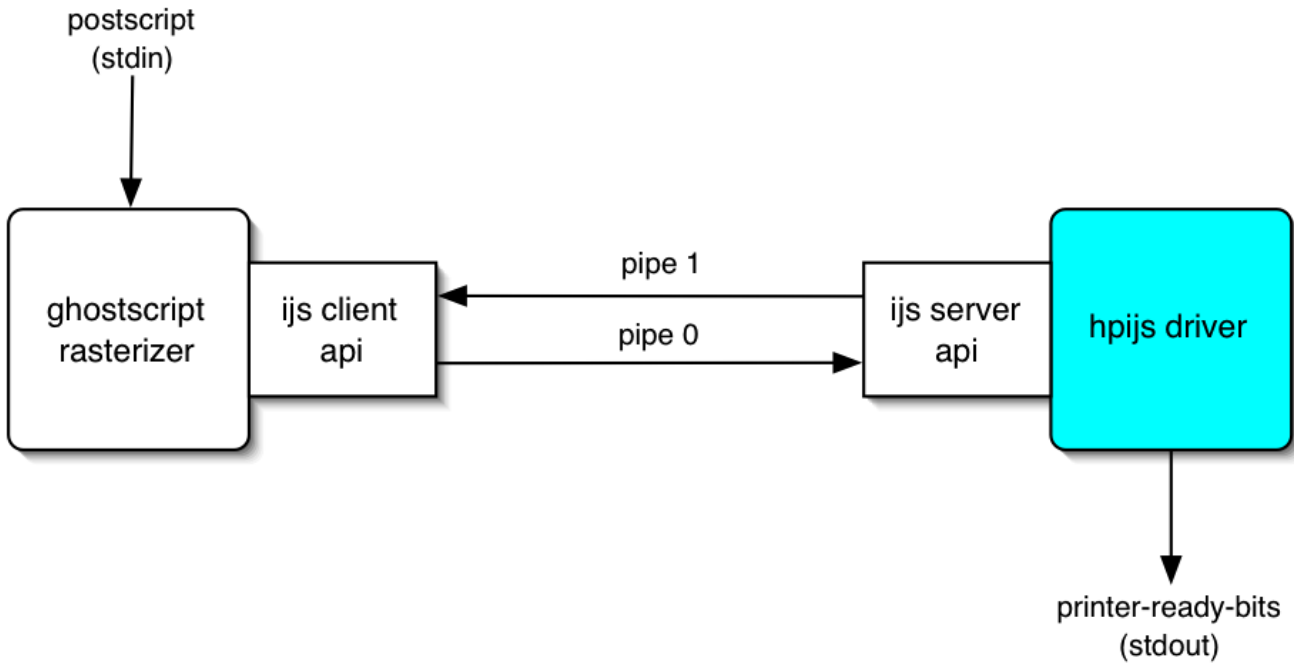 postscript
(stdin)
ghostscript
rasterizer
ijs client
api
pipe 1
pipe 0
ijs server
api
hpijs driver
printer-ready-bits
(stdout)